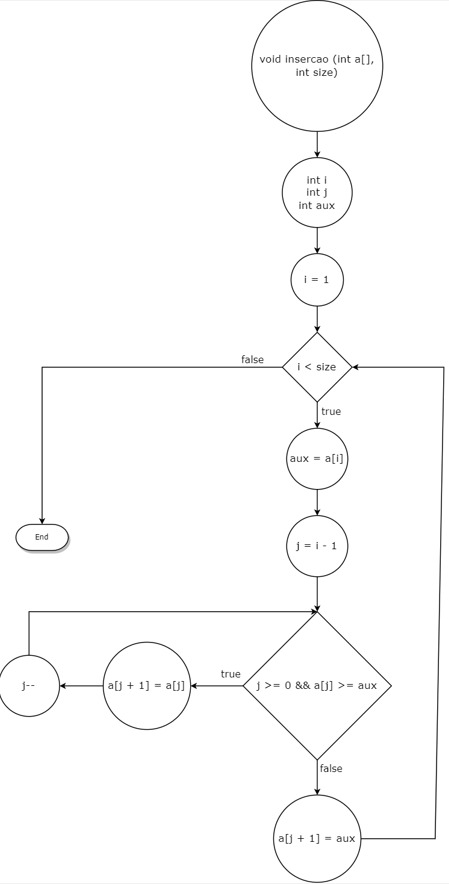 void insercao (int a[],
int size)
int i
int j
int aux
i = 1
i < size
false
true
aux = a[i]
End
j = i - 1
j >= 0 && a[j] >= aux
true
a[j + 1] = a[j]
j--
false
a[j + 1] = aux